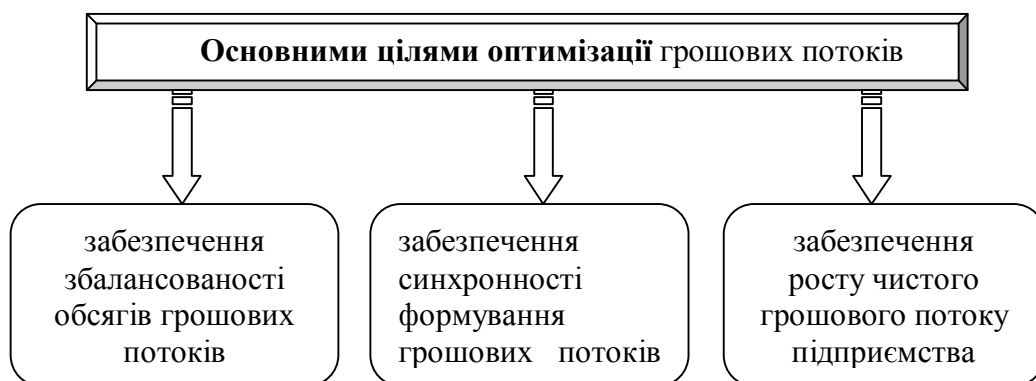 Основними цілями оптимізації грошових потоків
забезпечення
збалансованості
обсягів грошових
потоків
забезпечення
синхронності
формування
грошових потоків
забезпечення
росту чистого
грошового потоку
підприємства